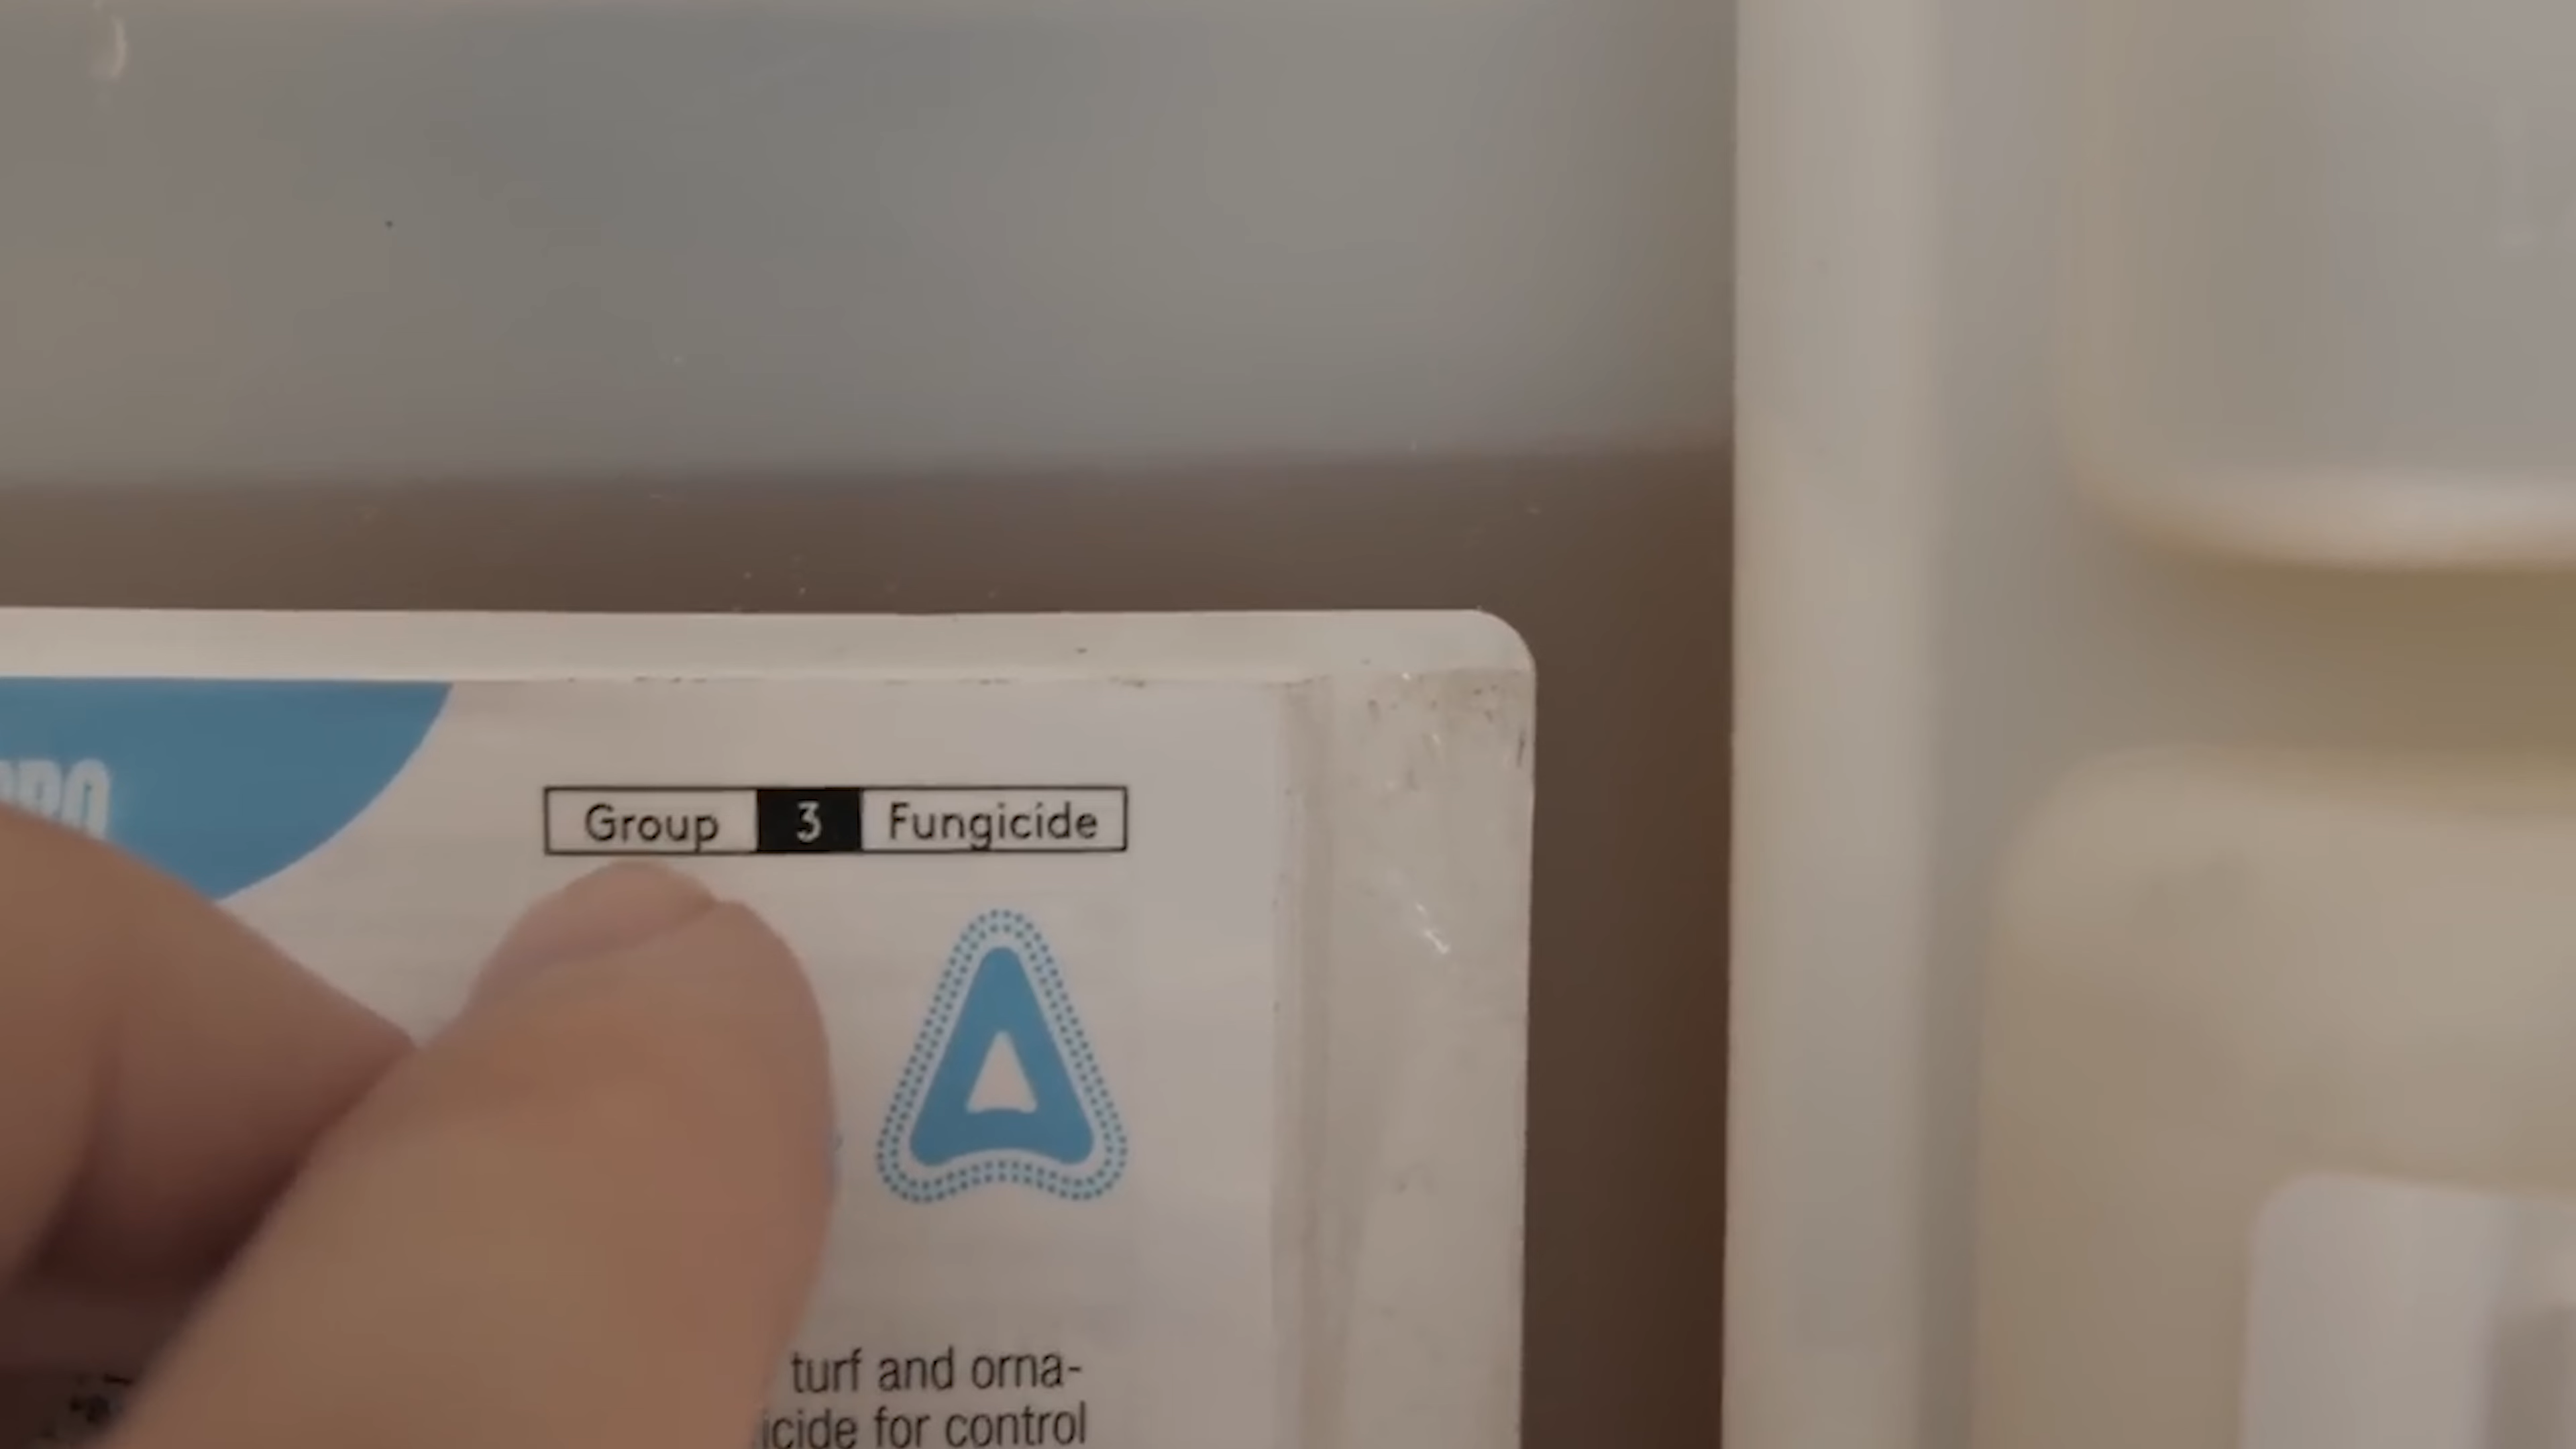 Group 3 Fungicide
A
turf and orna-
icide for control